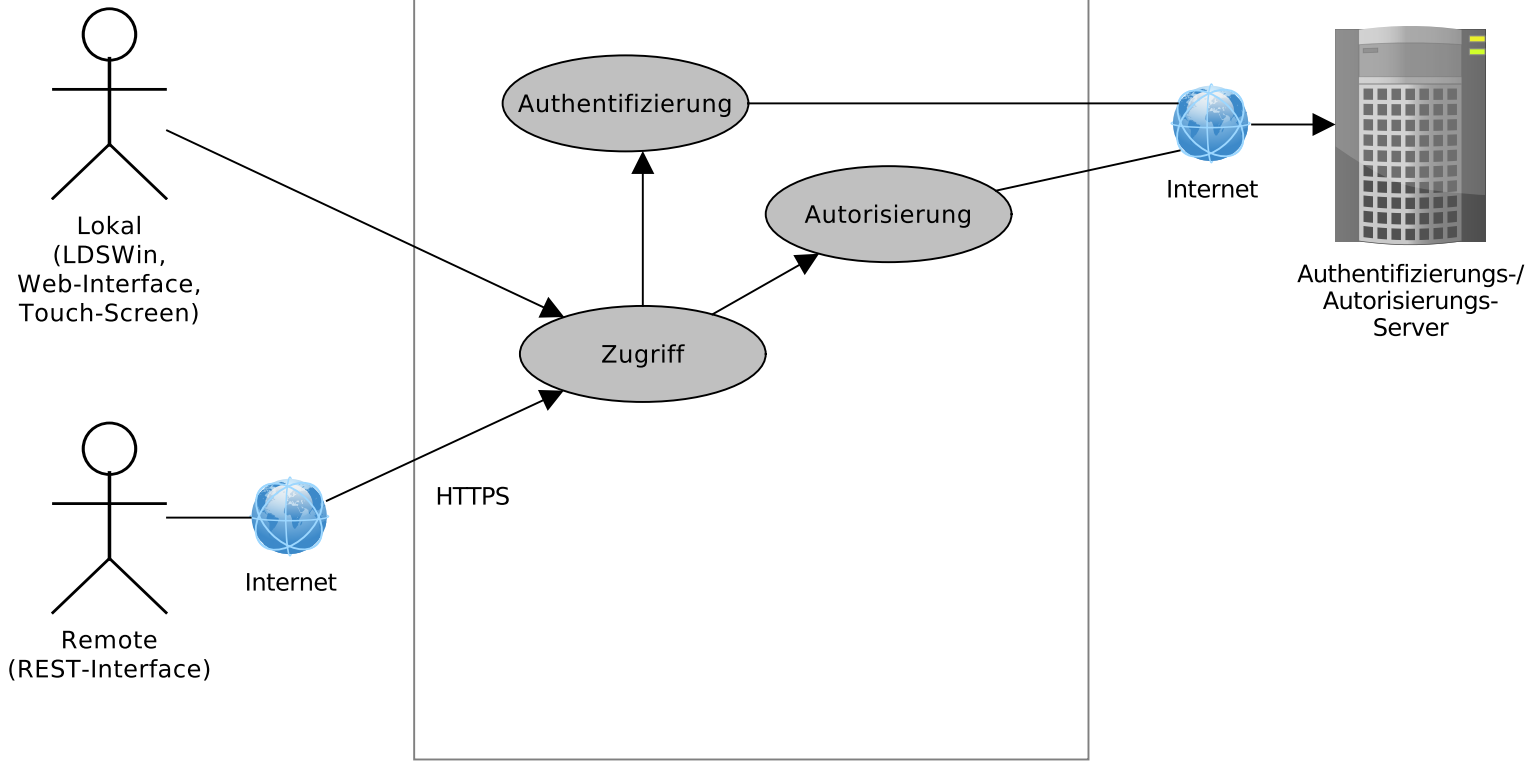 Authentifizierung
Autorisierung
Internet
Lokal
(LDSWin,
Web-Interface,
Touch-Screen)
Authentifizierungs-/
Autorisierungs-
Server
Zugriff
HTTPS
Internet
Remote
(REST-Interface)